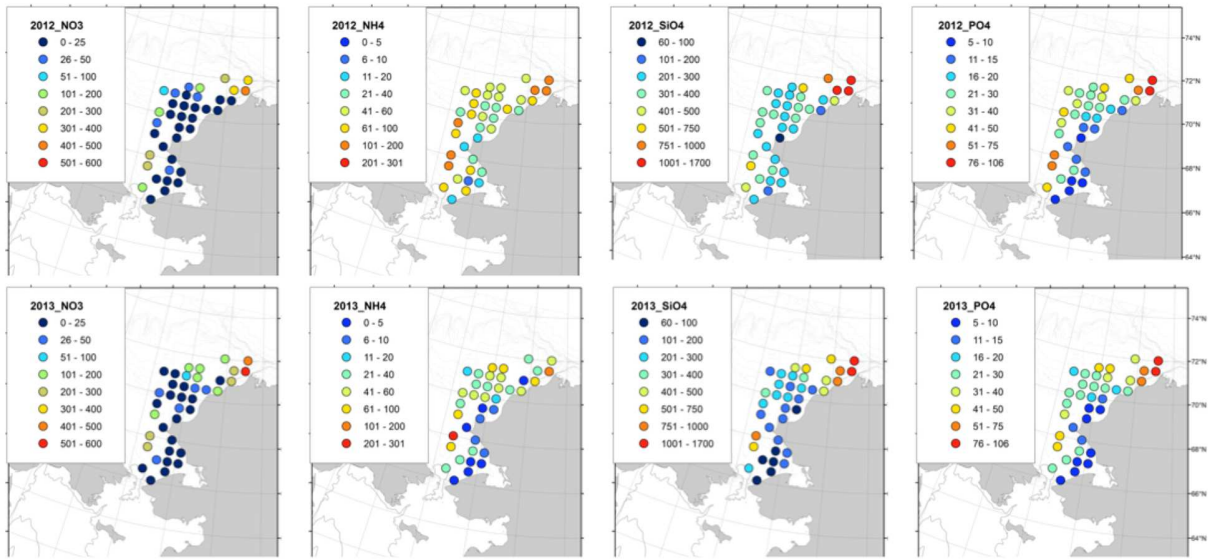 2012_NO3
0 - 25
26 - 50
51 - 100
101 - 200
201 - 300
301 - 400
401 - 500
501 - 600
2012_NH4
0 - 5
6 - 10
11 - 20
21 - 40
41 - 60
61 - 100
101 - 200
201 - 301
2012_SiO4
60 - 100
101 - 200
201 - 300
301 - 400
401 - 500
501 - 750
751 - 1000
1001 - 1700
2012_PO4
5 - 10
11 - 15
16 - 20
21 - 30
31 - 40
41 - 50
51 - 75
76 - 106
74°N
72°N
70°N
68°N
66°N
64°N
2013_NO3
0 - 25
26 - 50
51 - 100
101 - 200
201 - 300
301 - 400
401 - 500
501 - 600
2013_NH4
0 - 5
6 - 10
11 - 20
21 - 40
41 - 60
61 - 100
101 - 200
201 - 301
2013_SiO4
60 - 100
101 - 200
201 - 300
301 - 400
401 - 500
501 - 750
751 - 1000
1001 - 1700
2013_PO4
5 - 10
11 - 15
16 - 20
21 - 30
31 - 40
41 - 50
51 - 75
76 - 106
74°N
72°N
70°N
68°N
66°N
64°N